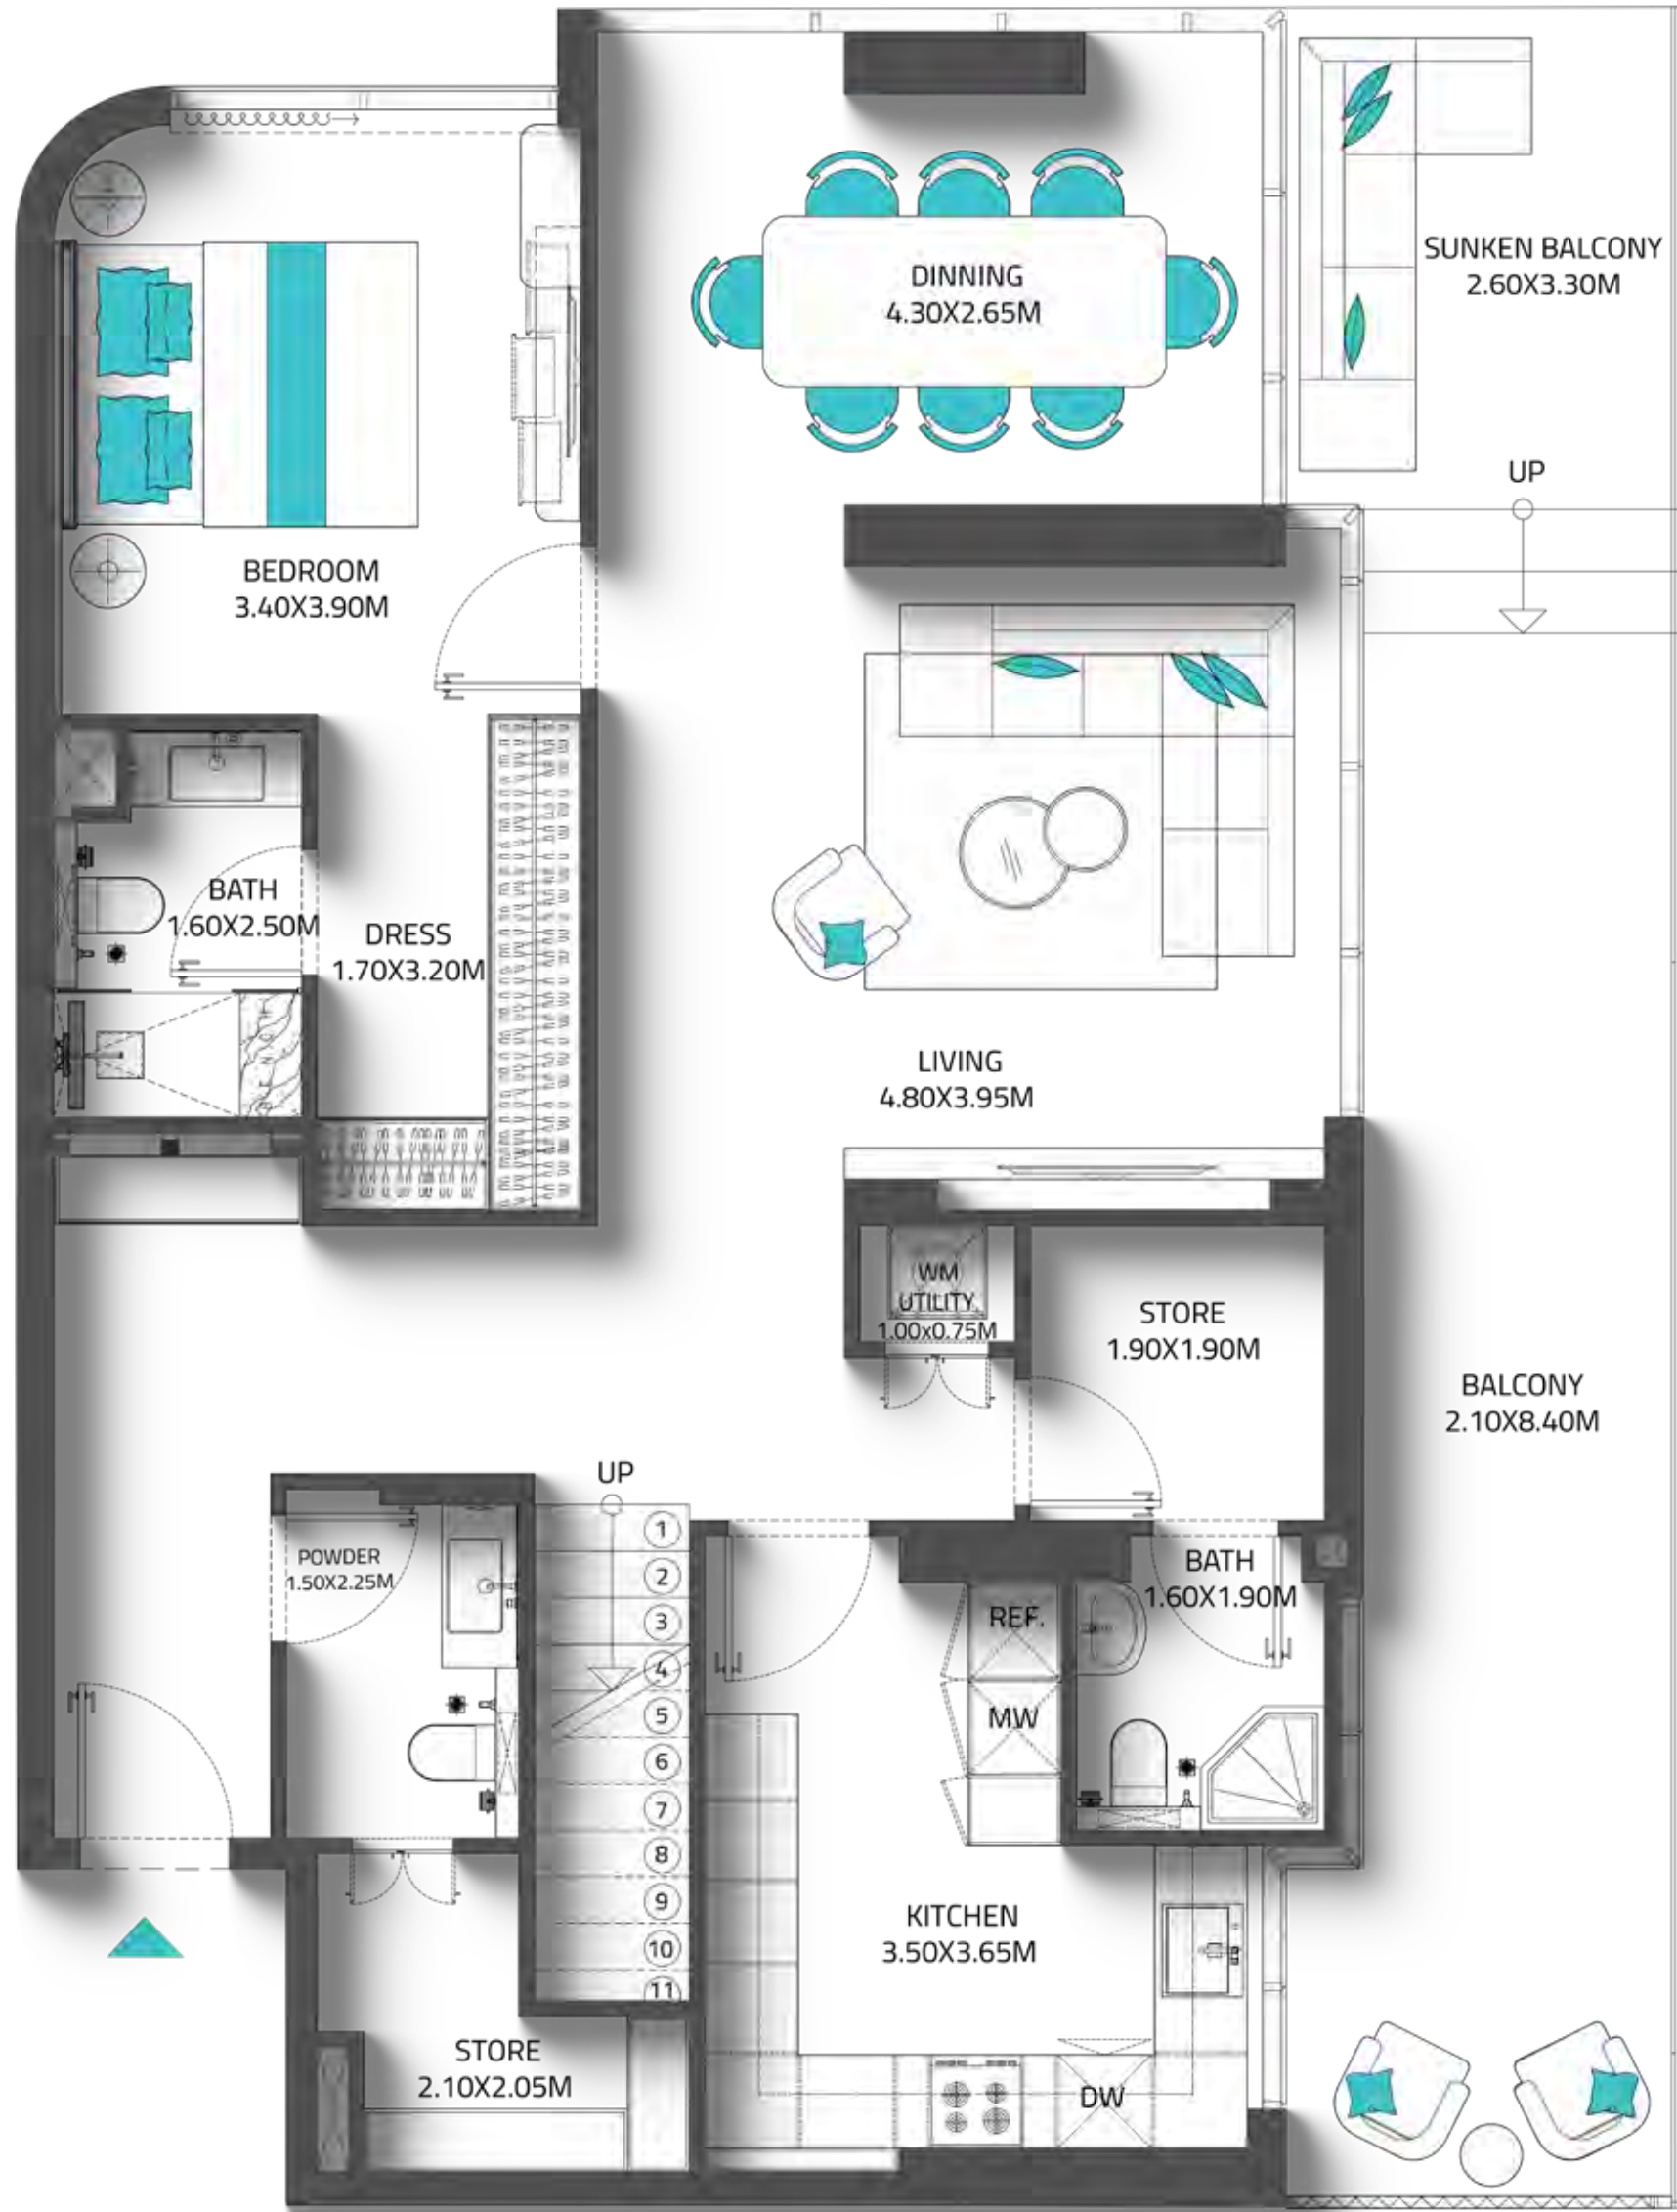 DINNING
4.30X2.65M
SUNKEN BALCONY
2.60X3.30M
UP
BEDROOM
3.40X3.90M
BATH
1.60X2.50M
DRESS
1.70X3.20M
BENCH
LIVING
4.80X3.95M
WM
UTILITY
1.00x0.75M
STORE
1.90X1.90M
BALCONY
2.10X8.40M
UP
POWDER
1.50X2.25M
1
2
3
4
5
6
7
8
9
10
11
BATH
1.60X1.90M
REF.
MW
KITCHEN
3.50X3.65M
STORE
2.10X2.05M
DW